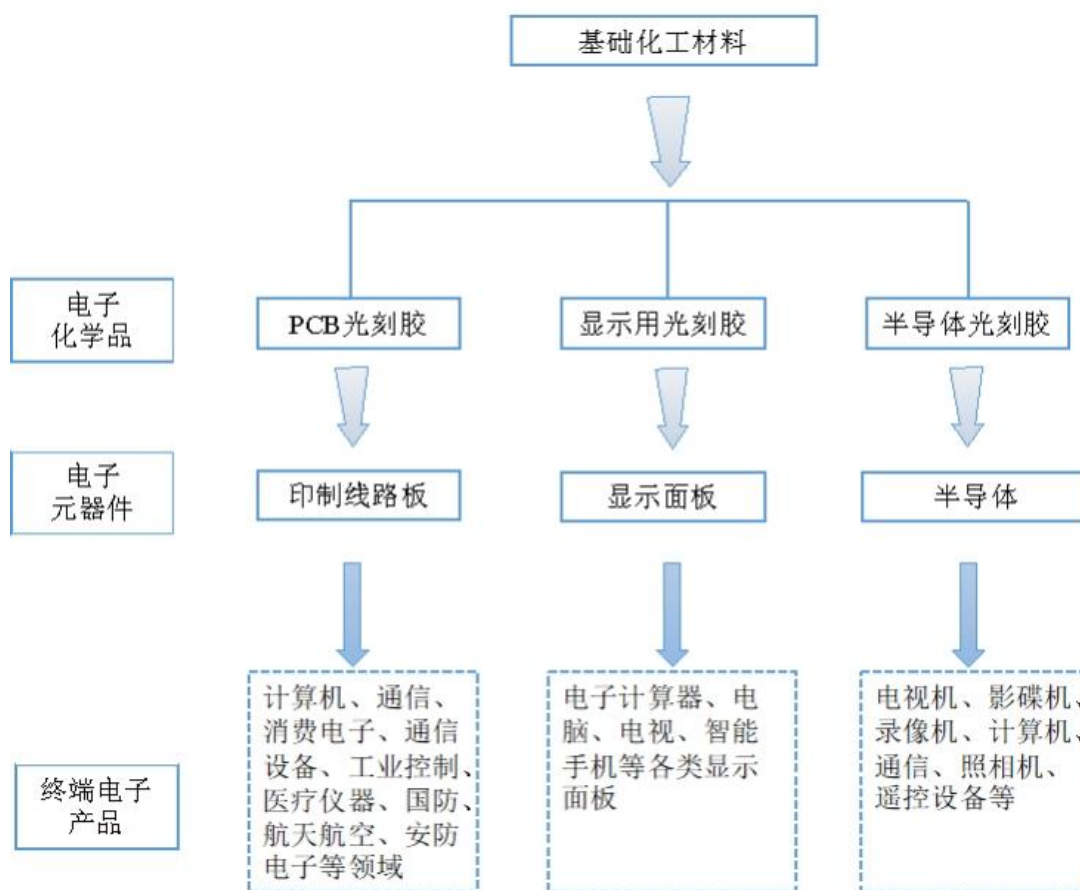 基础化工材料
电子
化学品
PCB光刻胶
显示用光刻胶
半导体光刻胶
电子
元器件
印制线路板
显示面板
半导体
终端电子
产品
计算机、通信、
消费电子、通信
设备、工业控制、
医疗仪器、国防、
航天航空、安防
电子等领域
电子计算器、电
脑、电视、智能
手机等各类显示
面板
电视机、影碟机、
录像机、计算机、
通信、照相机、
遥控设备等